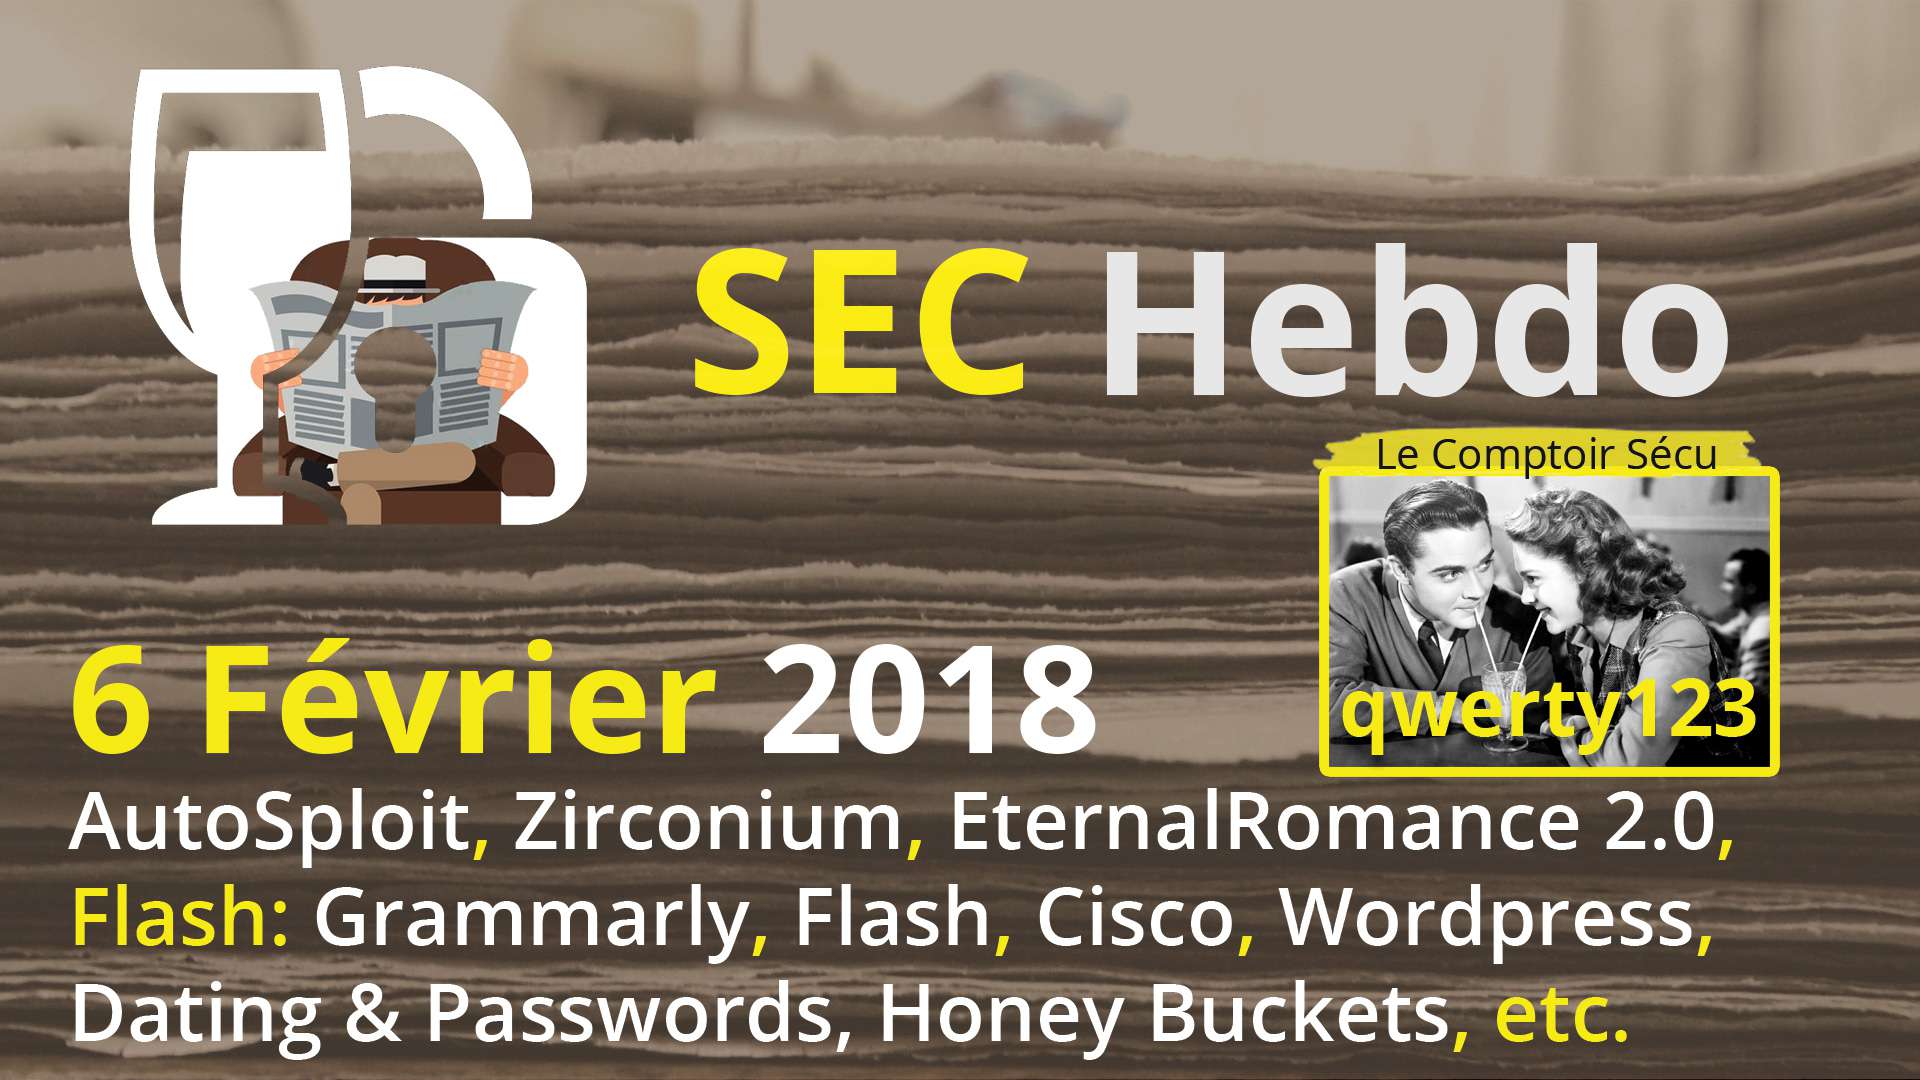 SEC Hebdo
Le Comptoir Sécu
qwerty123
6 Février 2018
AutoSploit, Zirconium, EternalRomance 2.0,
Flash: Grammarly, Flash, Cisco, Wordpress,
Dating & Passwords, Honey Buckets, etc.